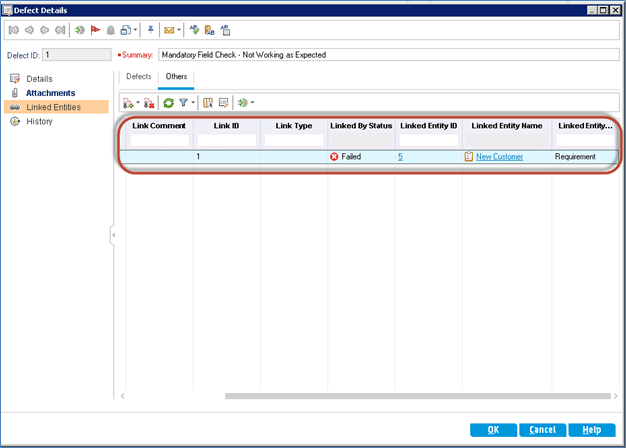 Defect Details
Defect ID: 1 *Summary: Mandatory Field Check - Not Working as Expected
Details
Attachments
Linked Entities
History
Defects Others
Link Comment Link ID Link Type Linked By Status Linked Entity ID Linked Entity Name Linked Entity...
1 Failed 5 New Customer Requirement
OK Cancel Help